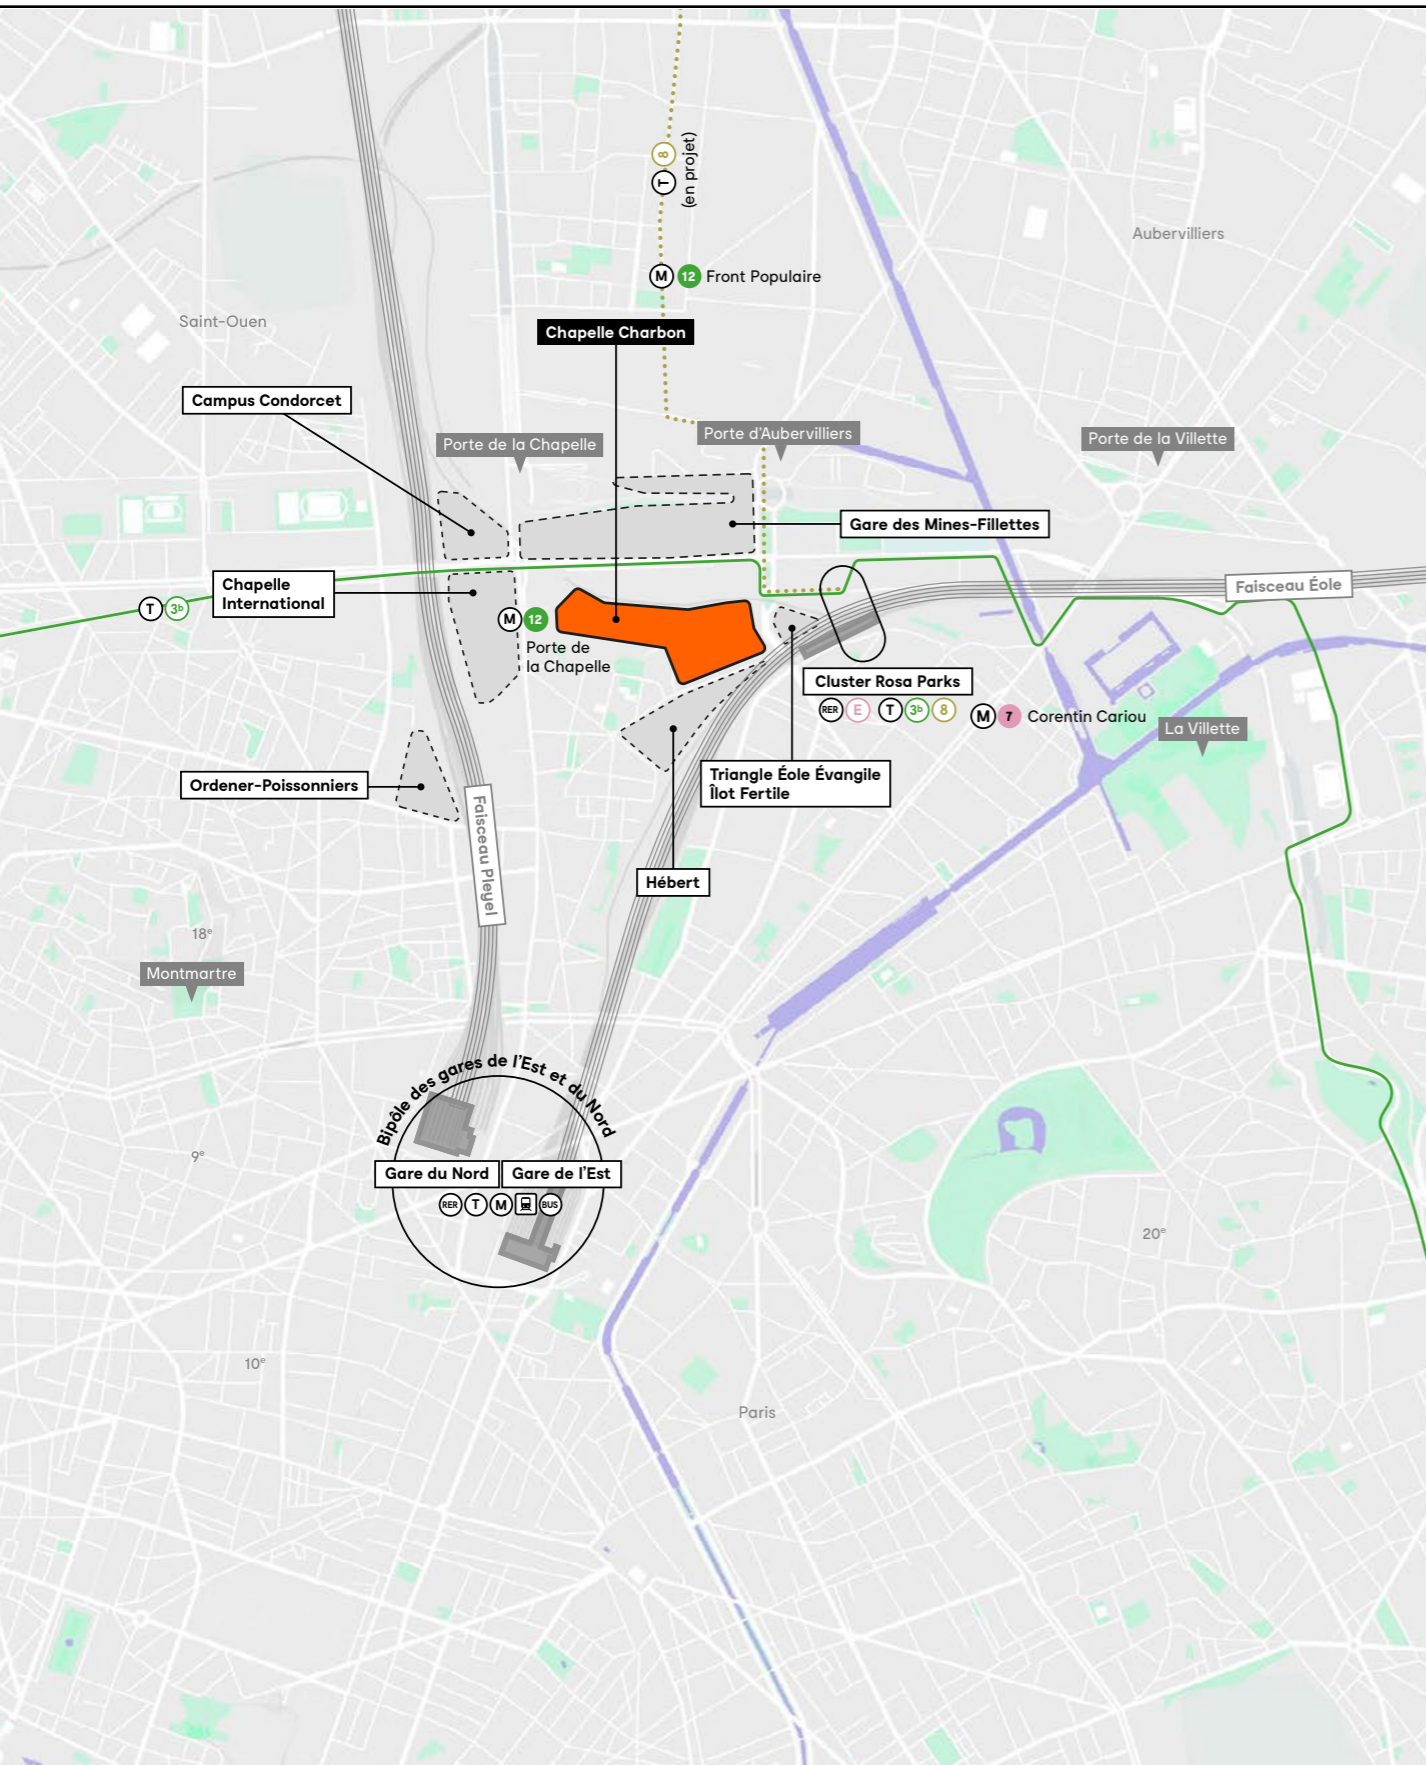 T 8
(en projet)
Aubervilliers
M 12 Front Populaire
Saint-Ouen
Chapelle Charbon
Campus Condorcet
Porte de la Chapelle
Porte d'Aubervilliers
Porte de la Villette
Gare des Mines-Fillettes
Chapelle
International
T 3ᵇ
Faisceau Éole
M 12
Porte de
la Chapelle
Cluster Rosa Parks
RER E T 3ᵇ 8
M 7 Corentin Cariou
La Villette
Triangle Éole Évangile
Îlot Fertile
Ordener-Poissonniers
Faisceau Pleyel
Hébert
18ᵉ
Montmartre
Bipôle des gares de l'Est et du Nord
9ᵉ
Gare du Nord
Gare de l'Est
RER T M BUS
20ᵉ
10ᵉ
Paris